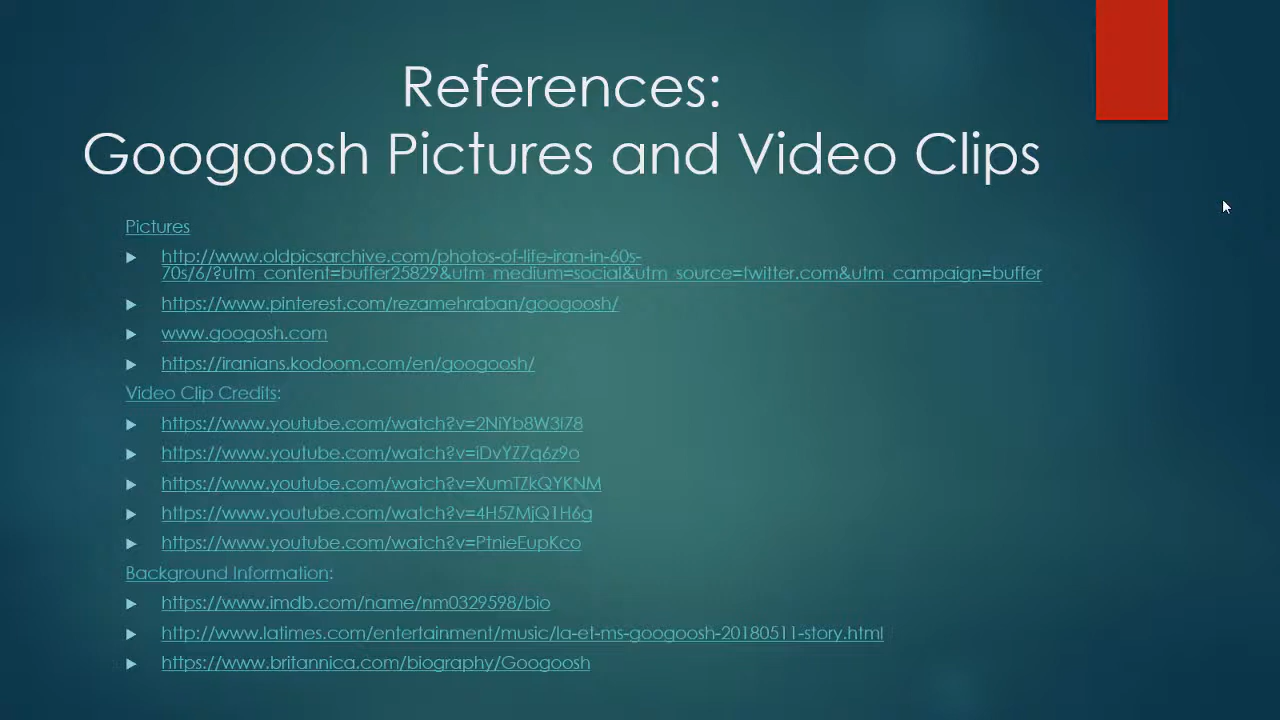 References:
Googoosh Pictures and Video Clips
Pictures
http://www.oldpicsarchive.com/photos-of-life-iran-in-60s-
70s/6/?utm_content=buffer25829&utm_medium=social&utm_source=twitter.com&utm_campaign=buffer
https://www.pinterest.com/rezamehraban/googoosh/
www.googosh.com
https://iranians.kodoom.com/en/googoosh/
Video Clip Credits:
https://www.youtube.com/watch?v=2NiYb8W3i78
https://www.youtube.com/watch?v=iDvYZ7q6z9o
https://www.youtube.com/watch?v=XumTZkQYKNM
https://www.youtube.com/watch?v=4H5ZMjQ1H6g
https://www.youtube.com/watch?v=PtnieEupKco
Background Information:
https://www.imdb.com/name/nm0329598/bio
http://www.latimes.com/entertainment/music/la-et-ms-googoosh-20180511-story.html
https://www.britannica.com/biography/Googoosh